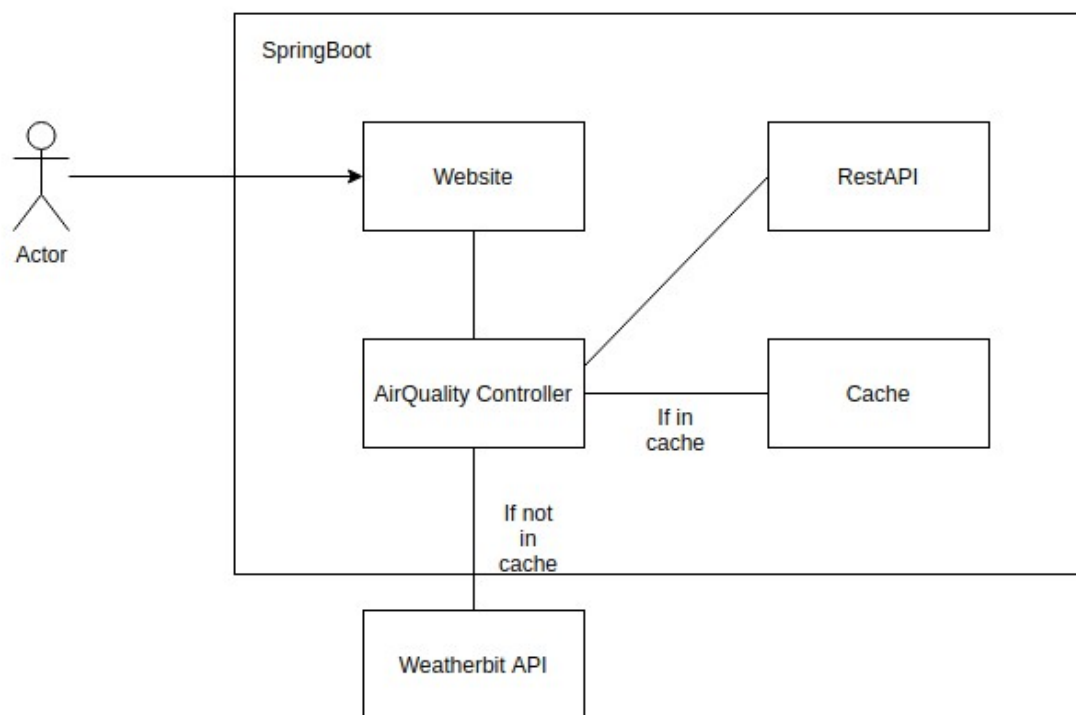 SpringBoot
Website
RestAPI
Actor
AirQuality Controller
Cache
If in
cache
If not
in
cache
Weatherbit API